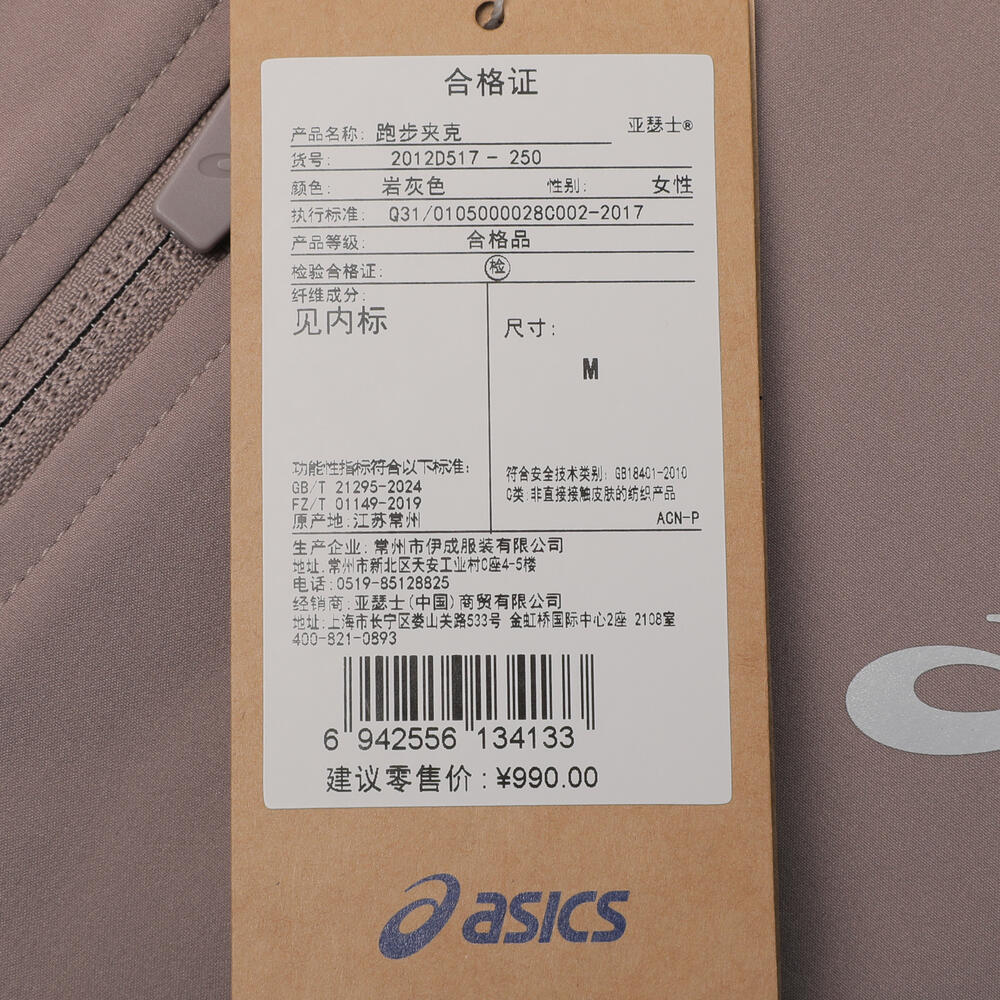 合格证
亚瑟士®
产品名称: 跑步夹克
货号: 2012D517 - 250
颜色: 岩灰色 性别: 女性
执行标准: Q31/0105000028C002-2017
产品等级: 合格品
检验合格证: 检
纤维成分:
见内标
尺寸:
M
功能性指标符合以下标准:
GB/T 21295-2024
FZ/T 01149-2019
原产地:江苏常州
符合安全技术类别: GB18401-2010
C类:非直接接触皮肤的纺织产品
ACN-P
生产企业:常州市伊成服装有限公司
地址:常州市新北区天安工业村C座4-5楼
电话:0519-85128825
经销商:亚瑟士(中国)商贸有限公司
地址:上海市长宁区娄山关路533号 金虹桥国际中心2座 2108室
400-821-0893
6 942556 134133
建议零售价:¥990.00
asics